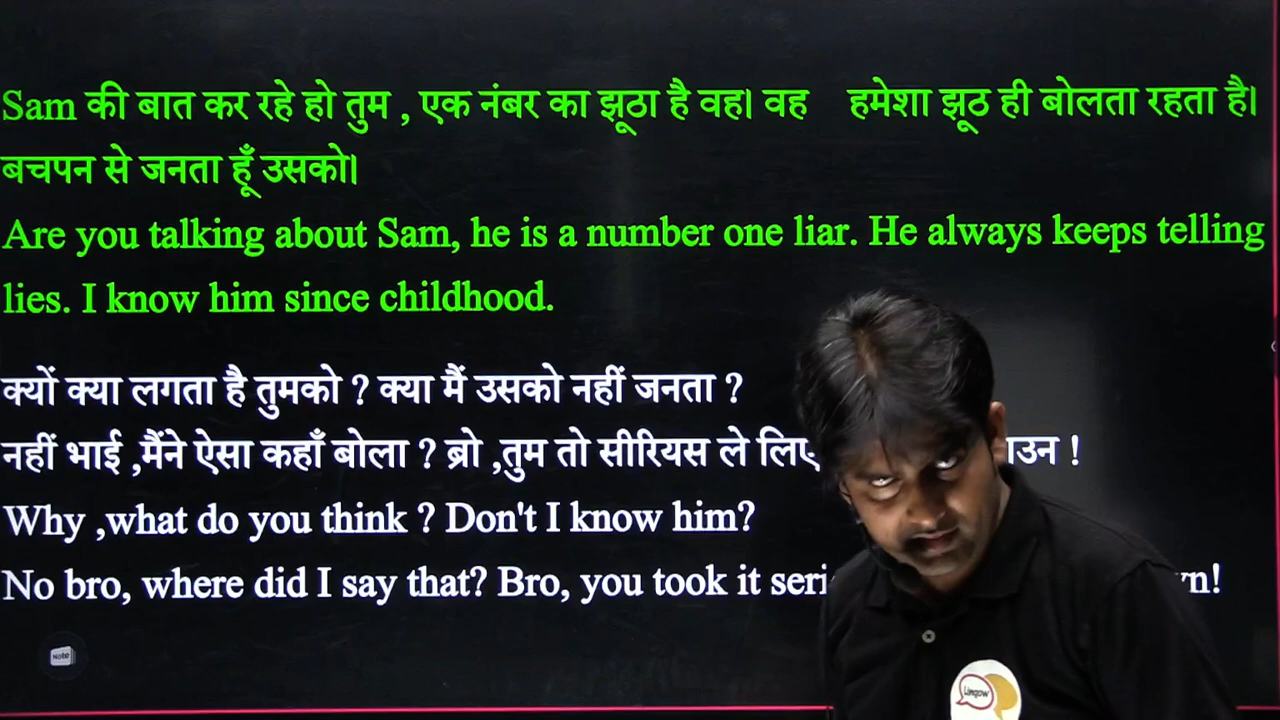 Sam की बात कर रहे हो तुम , एक नंबर का झूठा है वह। वह हमेशा झूठ ही बोलता रहता है।
बचपन से जनता हूँ उसको।
Are you talking about Sam, he is a number one liar. He always keeps telling
lies. I know him since childhood.
क्यों क्या लगता है तुमको ? क्या मैं उसको नहीं जनता ?
नहीं भाई ,मैंने ऐसा कहाँ बोला ? ब्रो ,तुम तो सीरियस ले लिए !
Why ,what do you think ? Don't I know him?
No bro, where did I say that? Bro, you took it
Note
Lingow